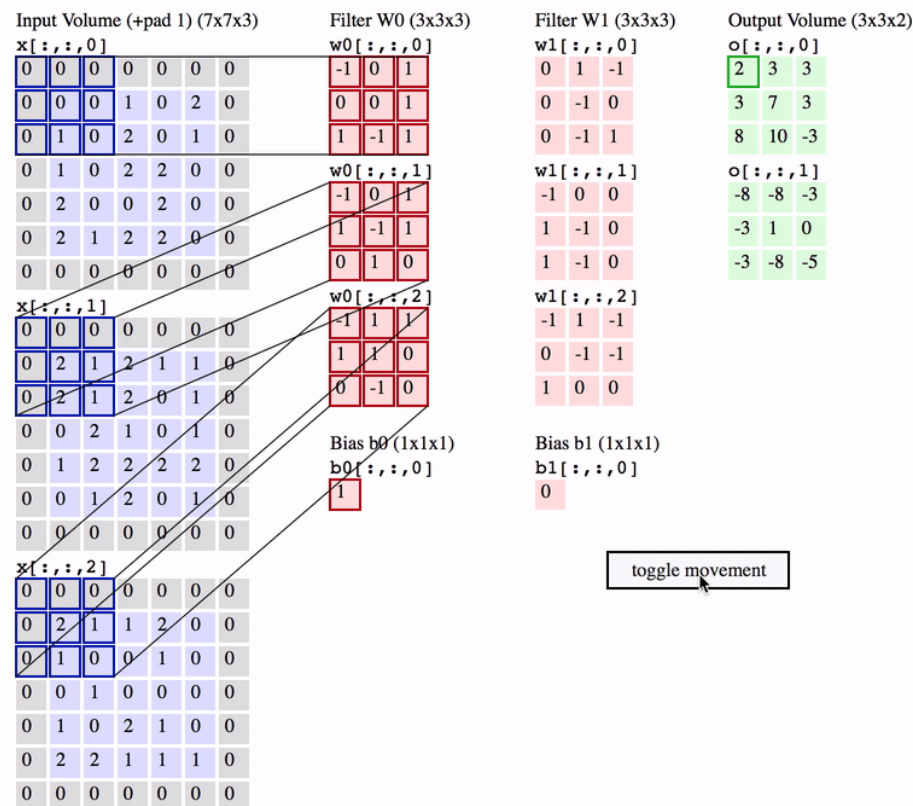 Input Volume (+pad 1) (7x7x3)
x[:,:,0]
0 0 0 0 0 0 0
0 0 0 1 0 2 0
0 1 0 2 0 1 0
0 1 0 2 2 0 0
0 2 0 0 2 0 0
0 2 1 2 2 0 0
0 0 0 0 0 0 0
x[:,:,1]
0 0 0 0 0 0 0
0 2 1 2 1 1 0
0 2 1 2 0 1 0
0 0 2 1 0 1 0
0 1 2 2 2 2 0
0 0 1 2 0 1 0
0 0 0 0 0 0 0
x[:,:,2]
0 0 0 0 0 0 0
0 2 1 1 2 0 0
0 1 0 0 1 0 0
0 0 1 0 0 0 0
0 1 0 2 1 0 0
0 2 2 1 1 1 0
0 0 0 0 0 0 0
Filter W0 (3x3x3)
w0[:,:,0]
-1 0 1
0 0 1
1 -1 1
w0[:,:,1]
-1 0 1
1 -1 1
0 1 0
w0[:,:,2]
-1 1 1
1 1 0
0 -1 0
Bias b0 (1x1x1)
b0[:,:,0]
1
Filter W1 (3x3x3)
w1[:,:,0]
0 1 -1
0 -1 0
0 -1 1
w1[:,:,1]
-1 0 0
1 -1 0
1 -1 0
w1[:,:,2]
-1 1 -1
0 -1 -1
1 0 0
Bias b1 (1x1x1)
b1[:,:,0]
0
Output Volume (3x3x2)
o[:,:,0]
2 3 3
3 7 3
8 10 -3
o[:,:,1]
-8 -8 -3
-3 1 0
-3 -8 -5
toggle movement